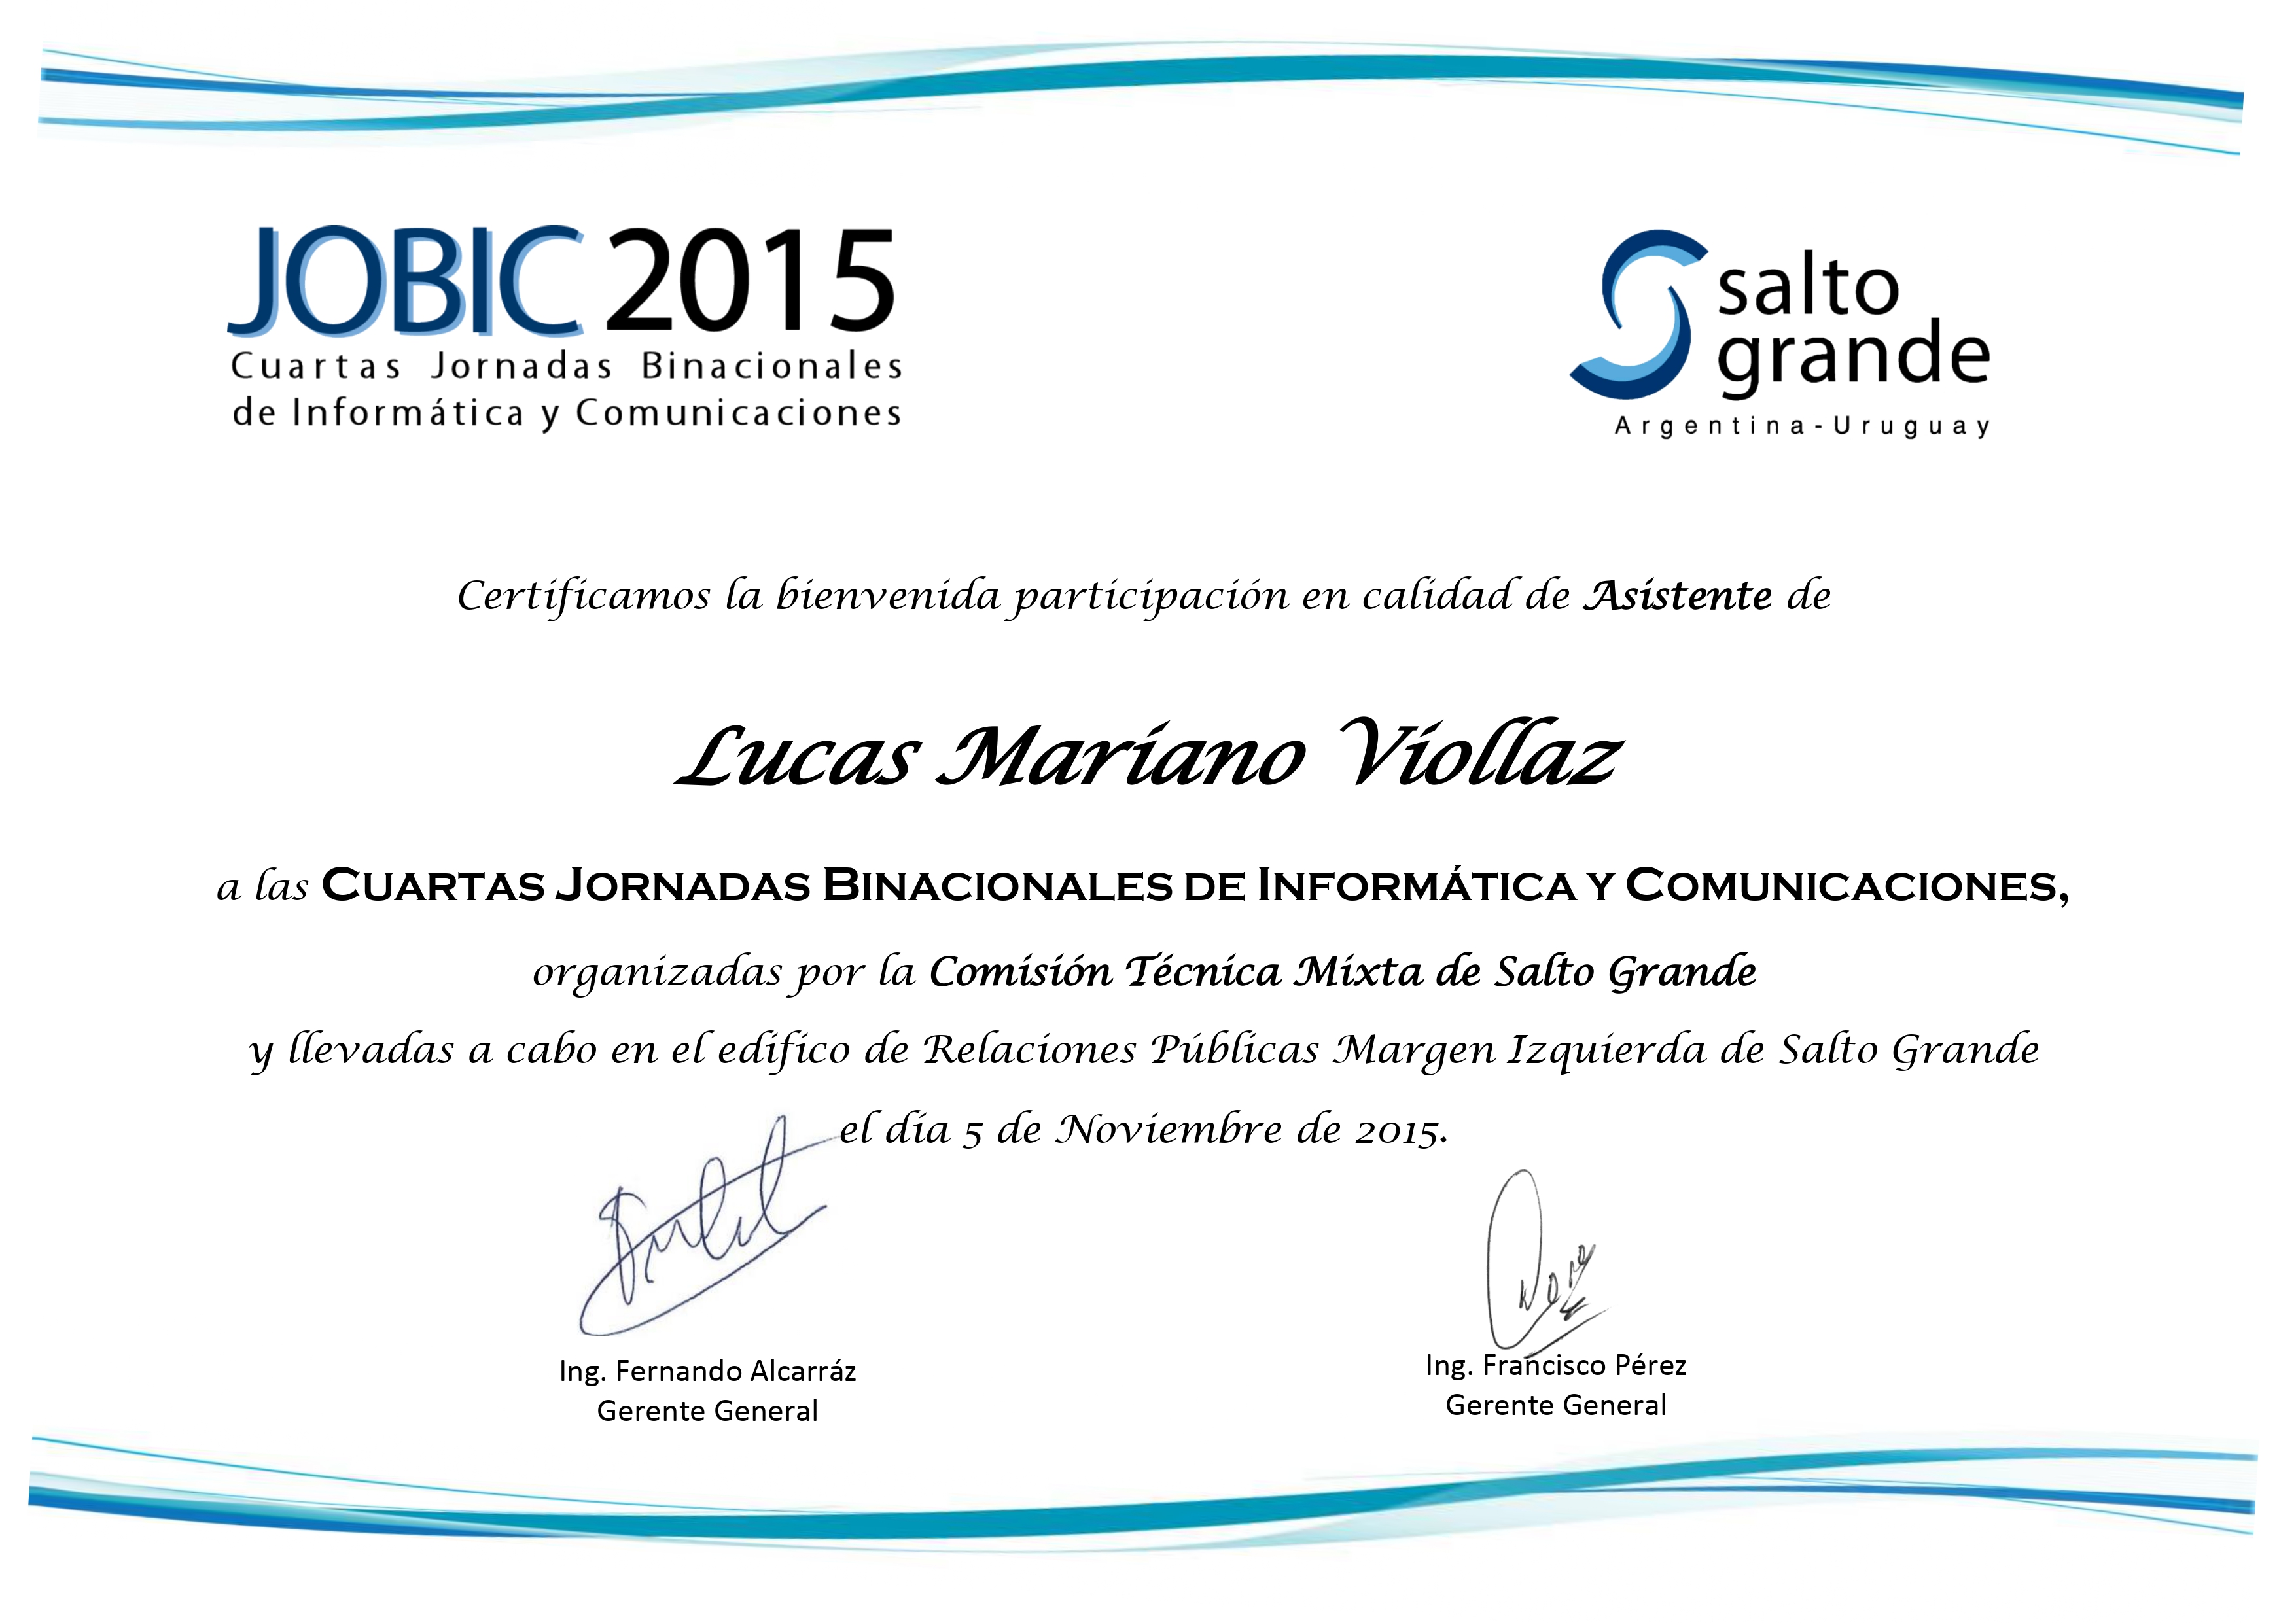 JOBIC 2015
Cuartas Jornadas Binacionales
de Informática y Comunicaciones
salto
grande
Argentina-Uruguay
Certificamos la bienvenida participación en calidad de Asistente de
Lucas Mariano Viollaz
a las CUARTAS JORNADAS BINACIONALES DE INFORMÁTICA Y COMUNICACIONES,
organizadas por la Comisión Técnica Mixta de Salto Grande
y llevadas a cabo en el edifico de Relaciones Públicas Margen Izquierda de Salto Grande
el día 5 de Noviembre de 2015.
Ing. Fernando Alcarráz
Gerente General
Ing. Francisco Pérez
Gerente General